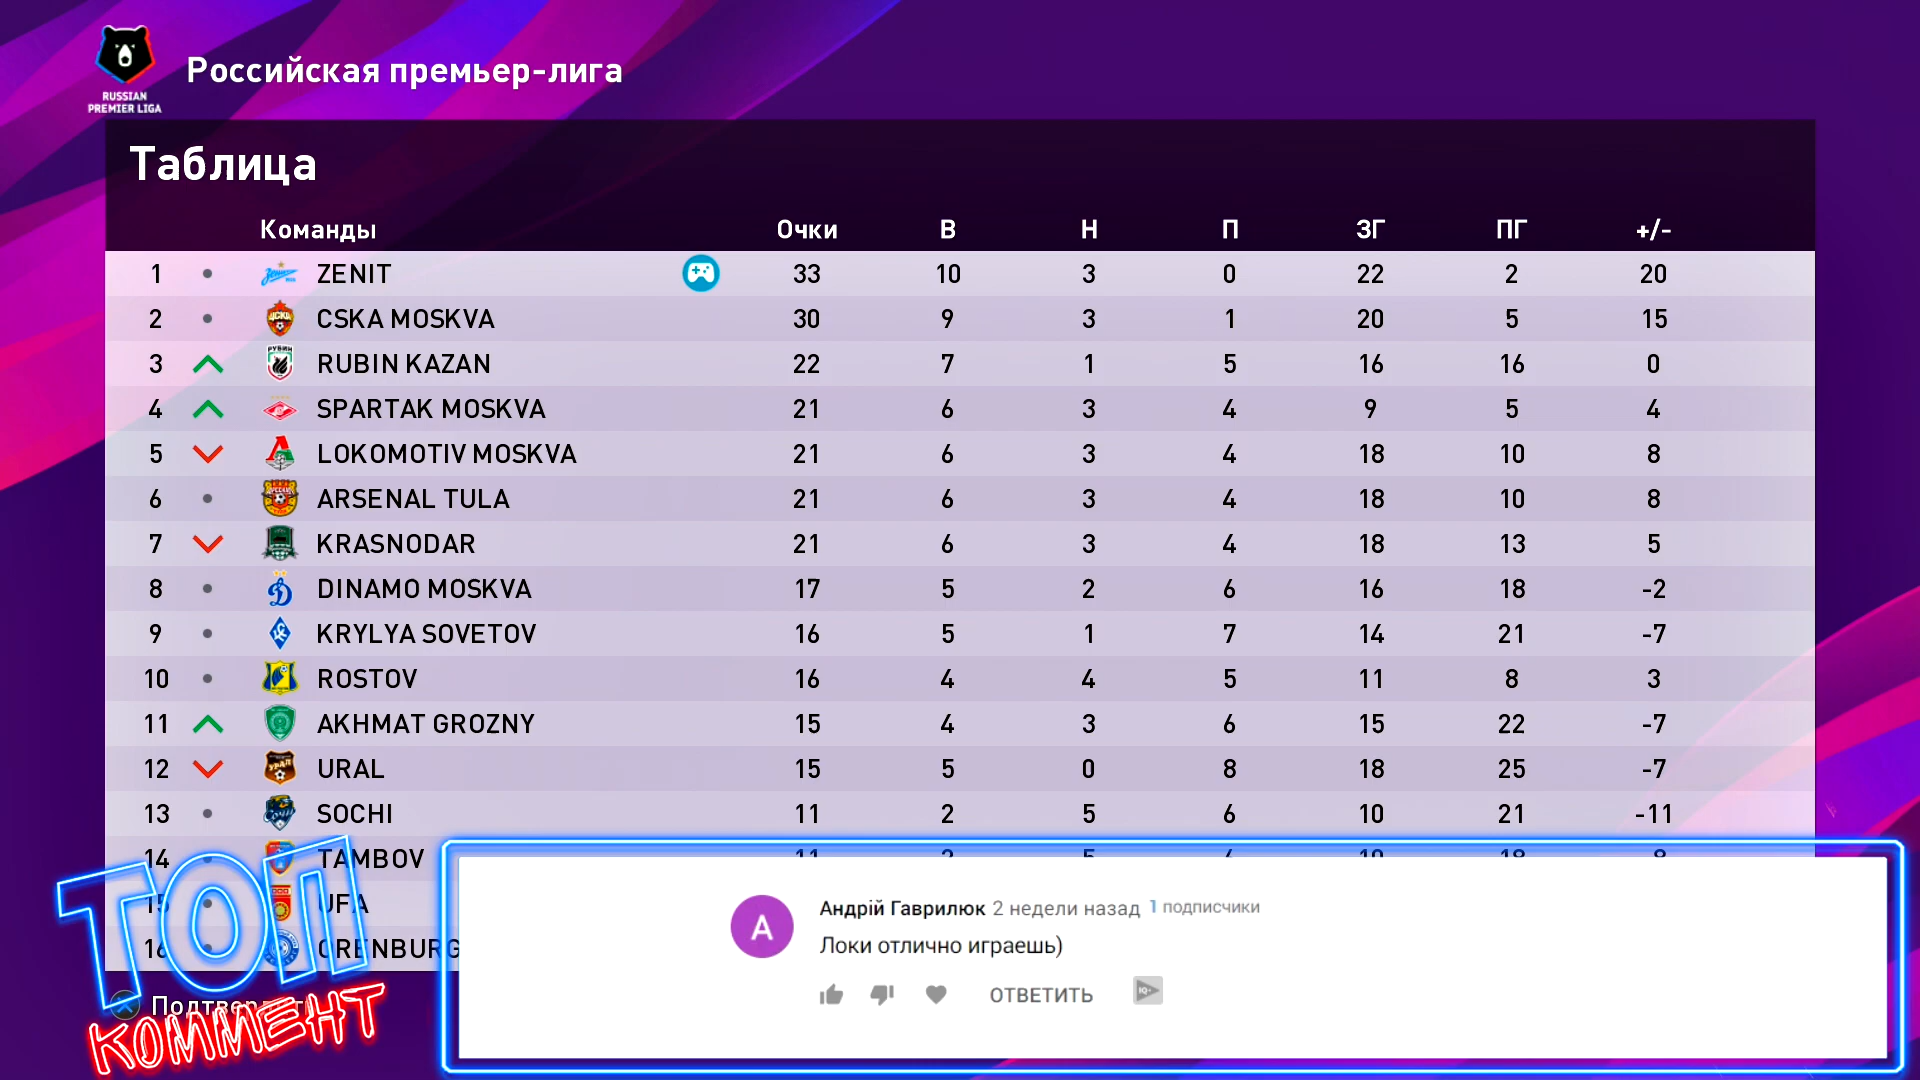 RUSSIAN
PREMIER LIGA
Российская премьер-лига
Таблица
Команды Очки В Н П ЗГ ПГ +/-
1 ZENIT 33 10 3 0 22 2 20
2 CSKA MOSKVA 30 9 3 1 20 5 15
3 RUBIN KAZAN 22 7 1 5 16 16 0
4 SPARTAK MOSKVA 21 6 3 4 9 5 4
5 LOKOMOTIV MOSKVA 21 6 3 4 18 10 8
6 ARSENAL TULA 21 6 3 4 18 10 8
7 KRASNODAR 21 6 3 4 18 13 5
8 DINAMO MOSKVA 17 5 2 6 16 18 -2
9 KRYLYA SOVETOV 16 5 1 7 14 21 -7
10 ROSTOV 16 4 4 5 11 8 3
11 AKHMAT GROZNY 15 4 3 6 15 22 -7
12 URAL 15 5 0 8 18 25 -7
13 SOCHI 11 2 5 6 10 21 -11
14 TAMBOV
15 UFA
16 ORENBURG
ТОП
КОММЕНТ
Андрій Гаврилюк 2 недели назад 1 подписчики
Локи отлично играешь)
ОТВЕТИТЬ